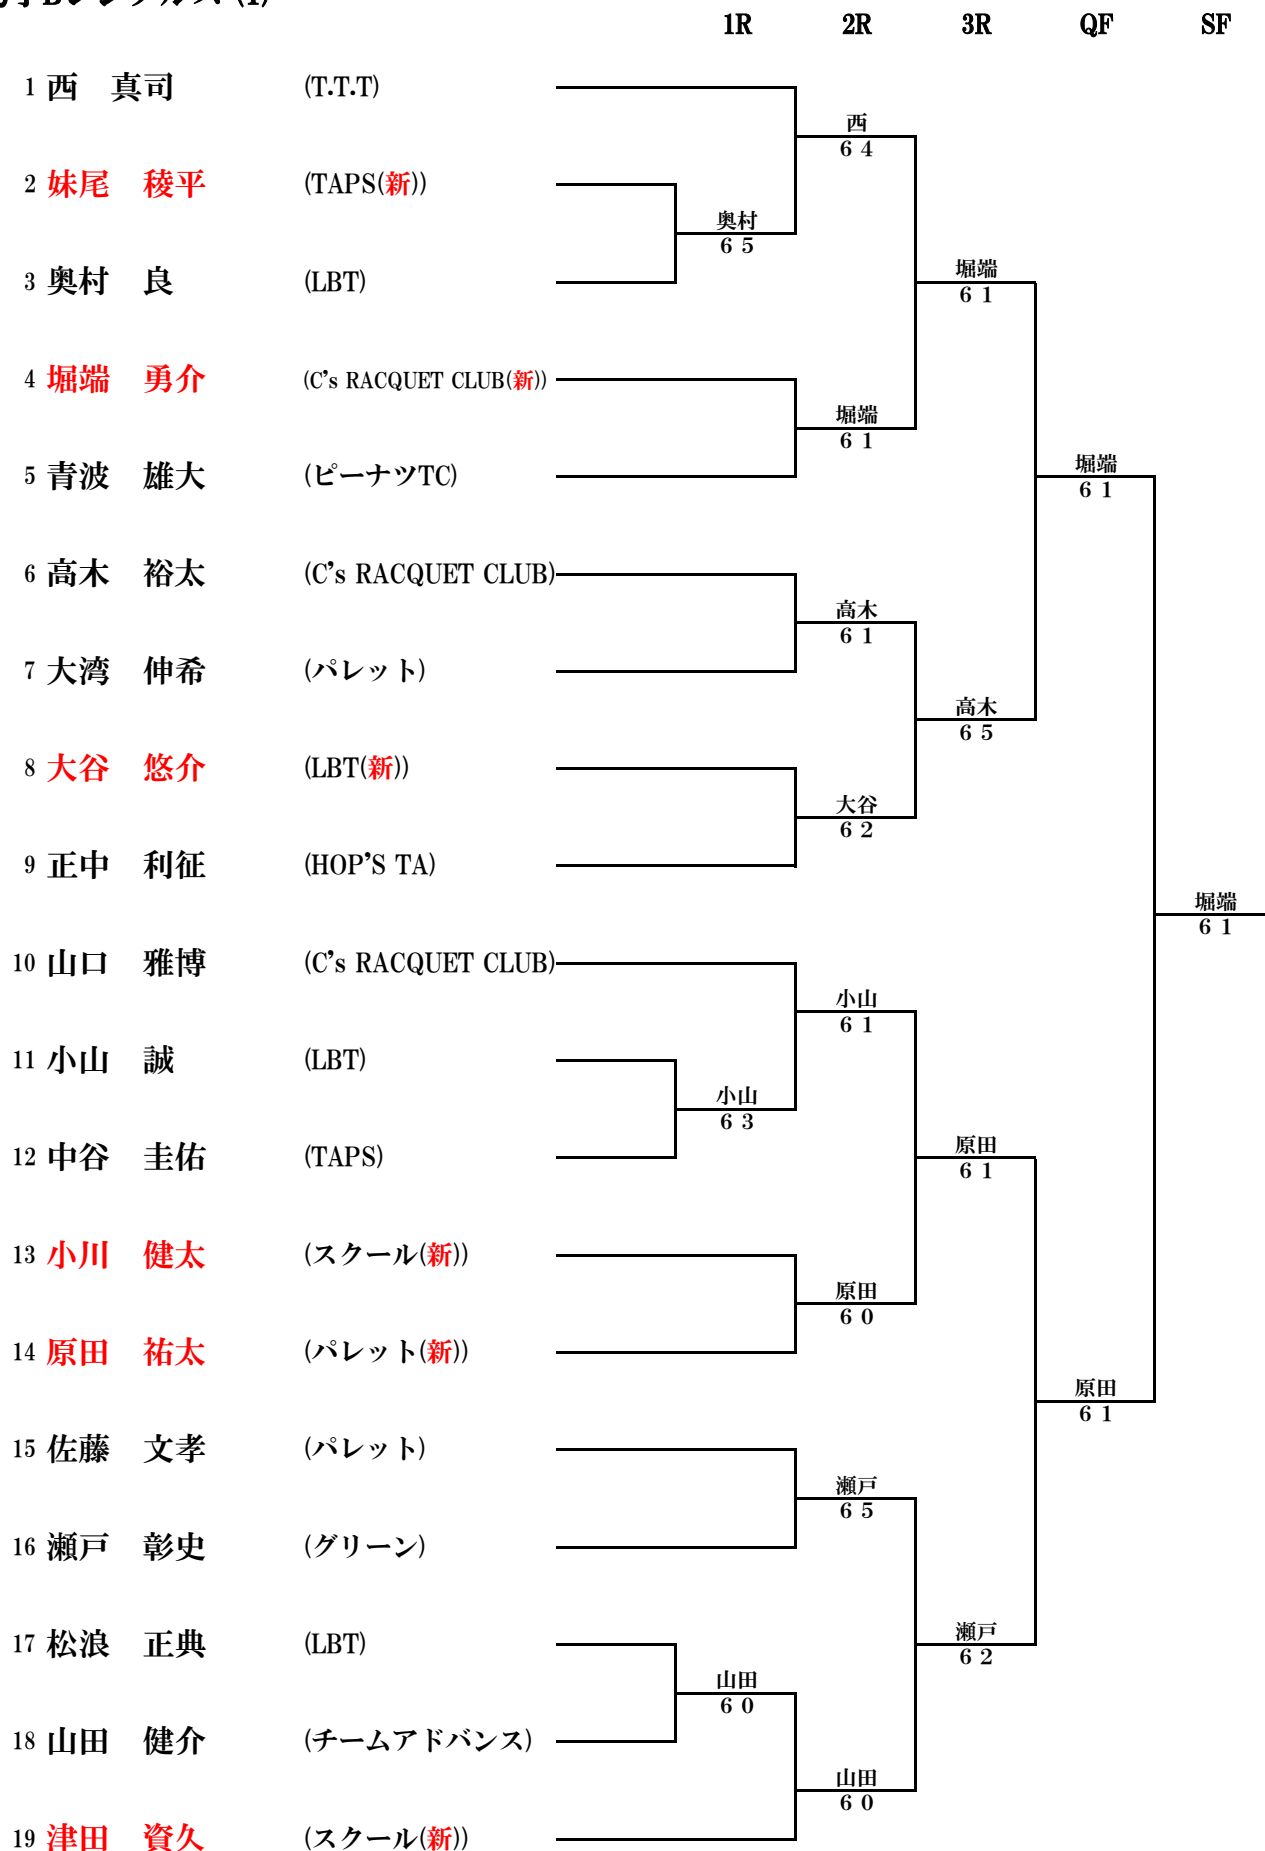 1R 2R 3R QF SF
1 西　真司 (T.T.T)
西
6 4
2 妹尾　稜平 (TAPS(新))
奥村
6 5
3 奥村　良 (LBT)
堀端
6 1
4 堀端　勇介 (C's RACQUET CLUB(新))
堀端
6 1
5 青波　雄大 (ピーナツTC)
堀端
6 1
6 高木　裕太 (C's RACQUET CLUB)
高木
6 1
7 大湾　伸希 (パレット)
高木
6 5
8 大谷　悠介 (LBT(新))
大谷
6 2
9 正中　利征 (HOP'S TA)
堀端
6 1
10 山口　雅博 (C's RACQUET CLUB)
小山
6 1
11 小山　誠 (LBT)
小山
6 3
12 中谷　圭佑 (TAPS)
原田
6 1
13 小川　健太 (スクール(新))
原田
6 0
14 原田　祐太 (パレット(新))
原田
6 1
15 佐藤　文孝 (パレット)
瀬戸
6 5
16 瀬戸　彰史 (グリーン)
瀬戸
6 2
17 松浪　正典 (LBT)
山田
6 0
18 山田　健介 (チームアドバンス)
山田
6 0
19 津田　資久 (スクール(新))